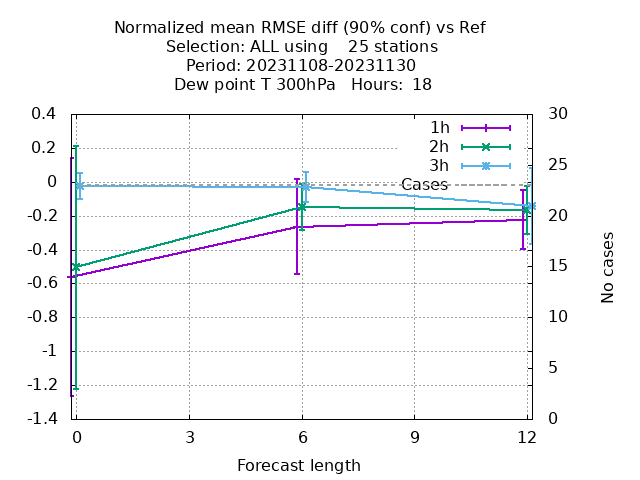 Normalized mean RMSE diff (90% conf) vs Ref
Selection: ALL using    25 stations
Period: 20231108-20231130
Dew point T 300hPa   Hours:  18
0.4
0.2
0
-0.2
-0.4
-0.6
-0.8
-1
-1.2
-1.4
30
25
20
15
10
5
0
1h
2h
3h
Cases
No cases
0
3
6
9
12
Forecast length